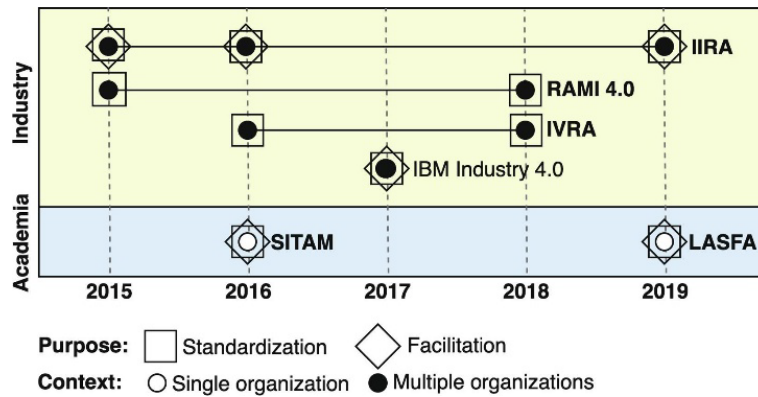 Industry
IIRA
RAMI 4.0
IVRA
IBM Industry 4.0
Academia
SITAM
LASFA
2015 2016 2017 2018 2019
Purpose: Standardization Facilitation
Context: Single organization Multiple organizations